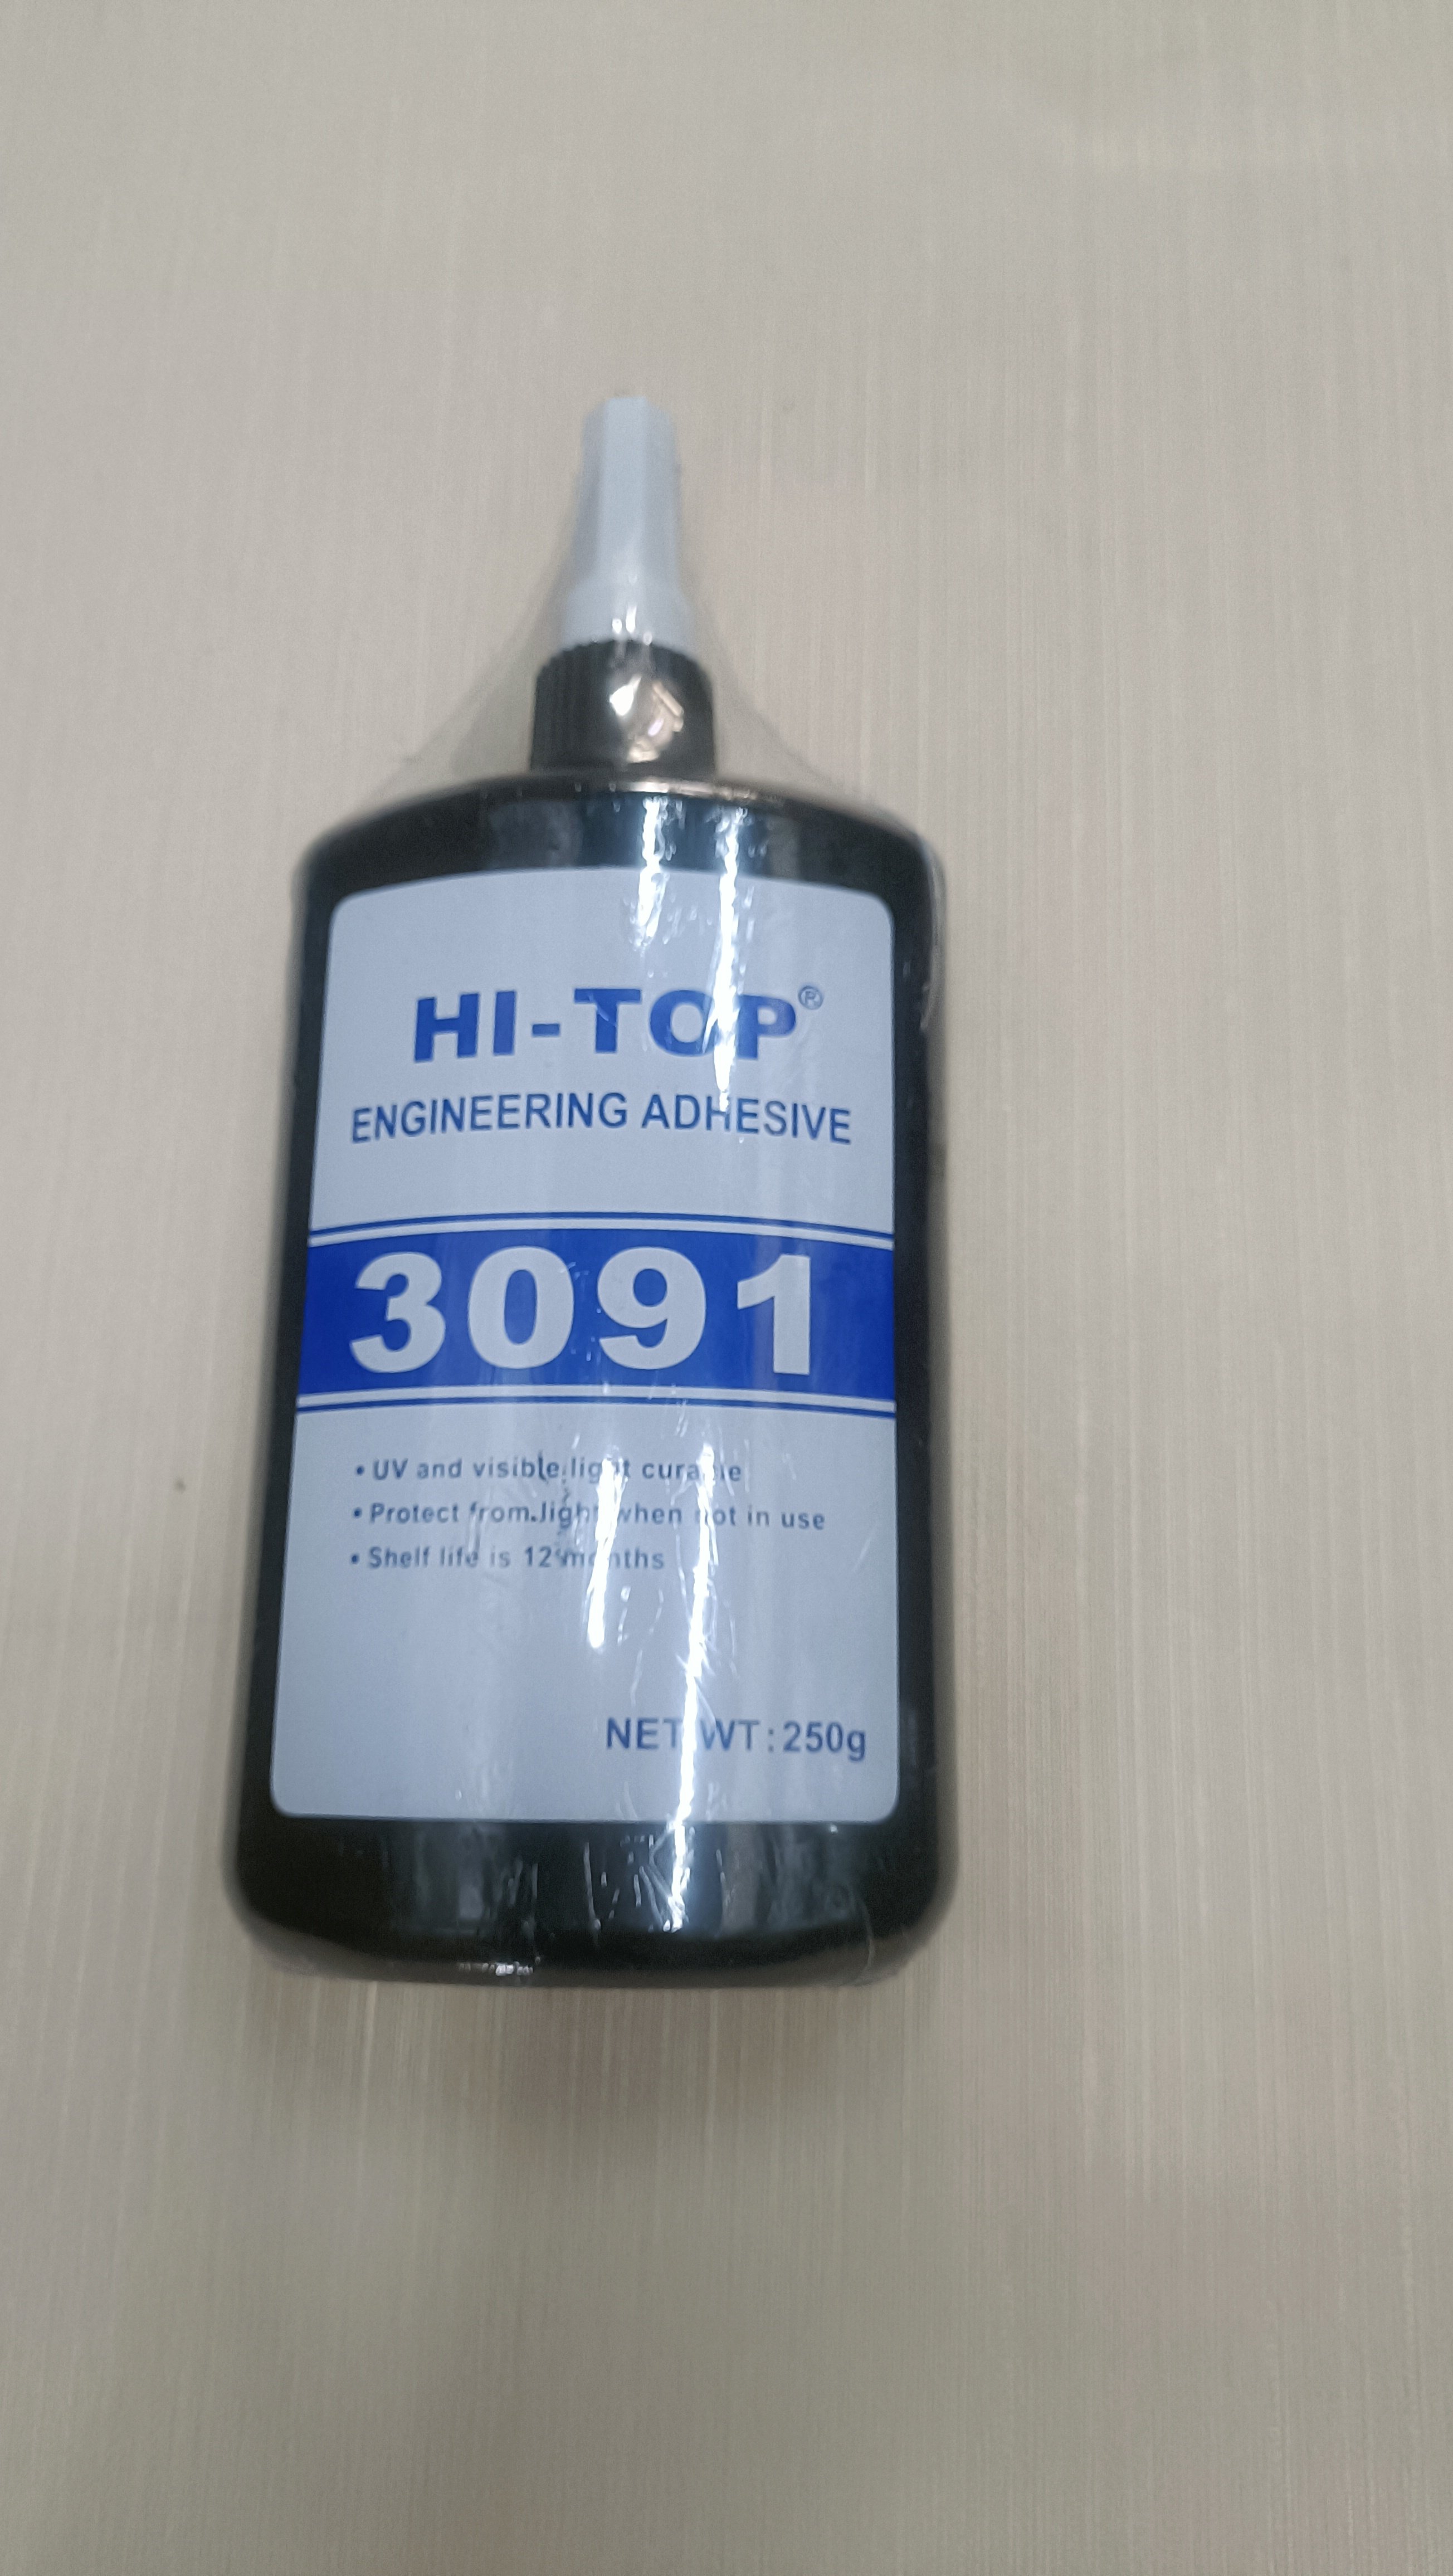 HI-TOP®
ENGINEERING ADHESIVE
3091
• UV and visible light curable
• Protect from light when not in use
• Shelf life is 12 months
NET WT: 250g